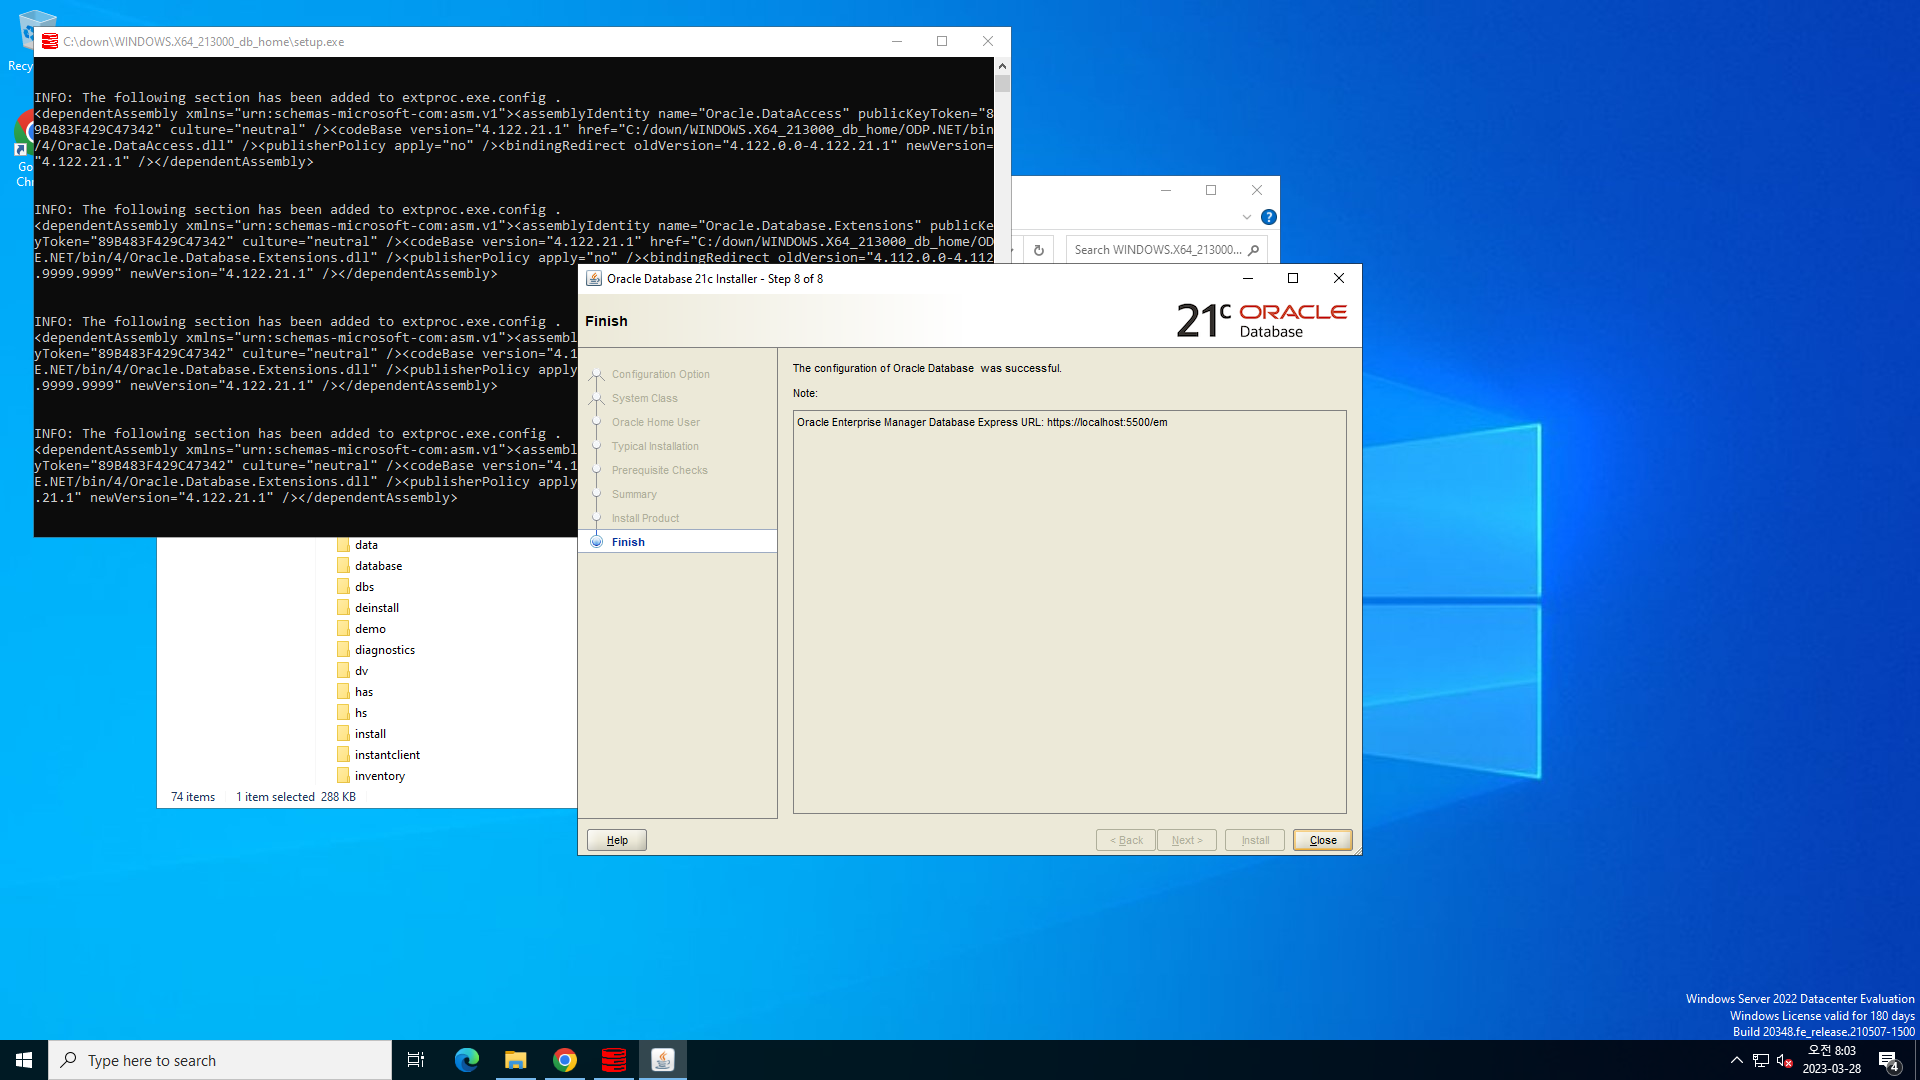 Recy
Go
Chr
C:\down\WINDOWS.X64_213000_db_home\setup.exe
INFO: The following section has been added to extproc.exe.config .
<dependentAssembly xmlns="urn:schemas-microsoft-com:asm.v1"><assemblyIdentity name="Oracle.DataAccess" publicKeyToken="8
9B483F429C47342" culture="neutral" /><codeBase version="4.122.21.1" href="C:/down/WINDOWS.X64_213000_db_home/ODP.NET/bin
/4/Oracle.DataAccess.dll" /><publisherPolicy apply="no" /><bindingRedirect oldVersion="4.122.0.0-4.122.21.1" newVersion=
"4.122.21.1" /></dependentAssembly>
INFO: The following section has been added to extproc.exe.config .
<dependentAssembly xmlns="urn:schemas-microsoft-com:asm.v1"><assemblyIdentity name="Oracle.Database.Extensions" publicKe
yToken="89B483F429C47342" culture="neutral" /><codeBase version="4.122.21.1" href="C:/down/WINDOWS.X64_213000_db_home/OD
E.NET/bin/4/Oracle.Database.Extensions.dll" /><publisherPolicy apply="no" /><bindingRedirect oldVersion="4.112.0.0-4.112
.9999.9999" newVersion="4.122.21.1" /></dependentAssembly>
INFO: The following section has been added to extproc.exe.config .
<dependentAssembly xmlns="urn:schemas-microsoft-com:asm.v1"><assembl
yToken="89B483F429C47342" culture="neutral" /><codeBase version="4.1
E.NET/bin/4/Oracle.Database.Extensions.dll" /><publisherPolicy apply
.9999.9999" newVersion="4.122.21.1" /></dependentAssembly>
INFO: The following section has been added to extproc.exe.config .
<dependentAssembly xmlns="urn:schemas-microsoft-com:asm.v1"><assembl
yToken="89B483F429C47342" culture="neutral" /><codeBase version="4.1
E.NET/bin/4/Oracle.Database.Extensions.dll" /><publisherPolicy apply
.21.1" newVersion="4.122.21.1" /></dependentAssembly>
Search WINDOWS.X64_213000...
data
database
dbs
deinstall
demo
diagnostics
dv
has
hs
install
instantclient
inventory
74 items 1 item selected 288 KB
Oracle Database 21c Installer - Step 8 of 8
Finish
21c ORACLE
Database
Configuration Option
System Class
Oracle Home User
Typical Installation
Prerequisite Checks
Summary
Install Product
Finish
The configuration of Oracle Database was successful.
Note:
Oracle Enterprise Manager Database Express URL: https://localhost:5500/em
Help
< Back
Next >
Install
Close
Windows Server 2022 Datacenter Evaluation
Windows License valid for 180 days
Build 20348.fe_release.210507-1500
Type here to search
오전 8:03
2023-03-28
4